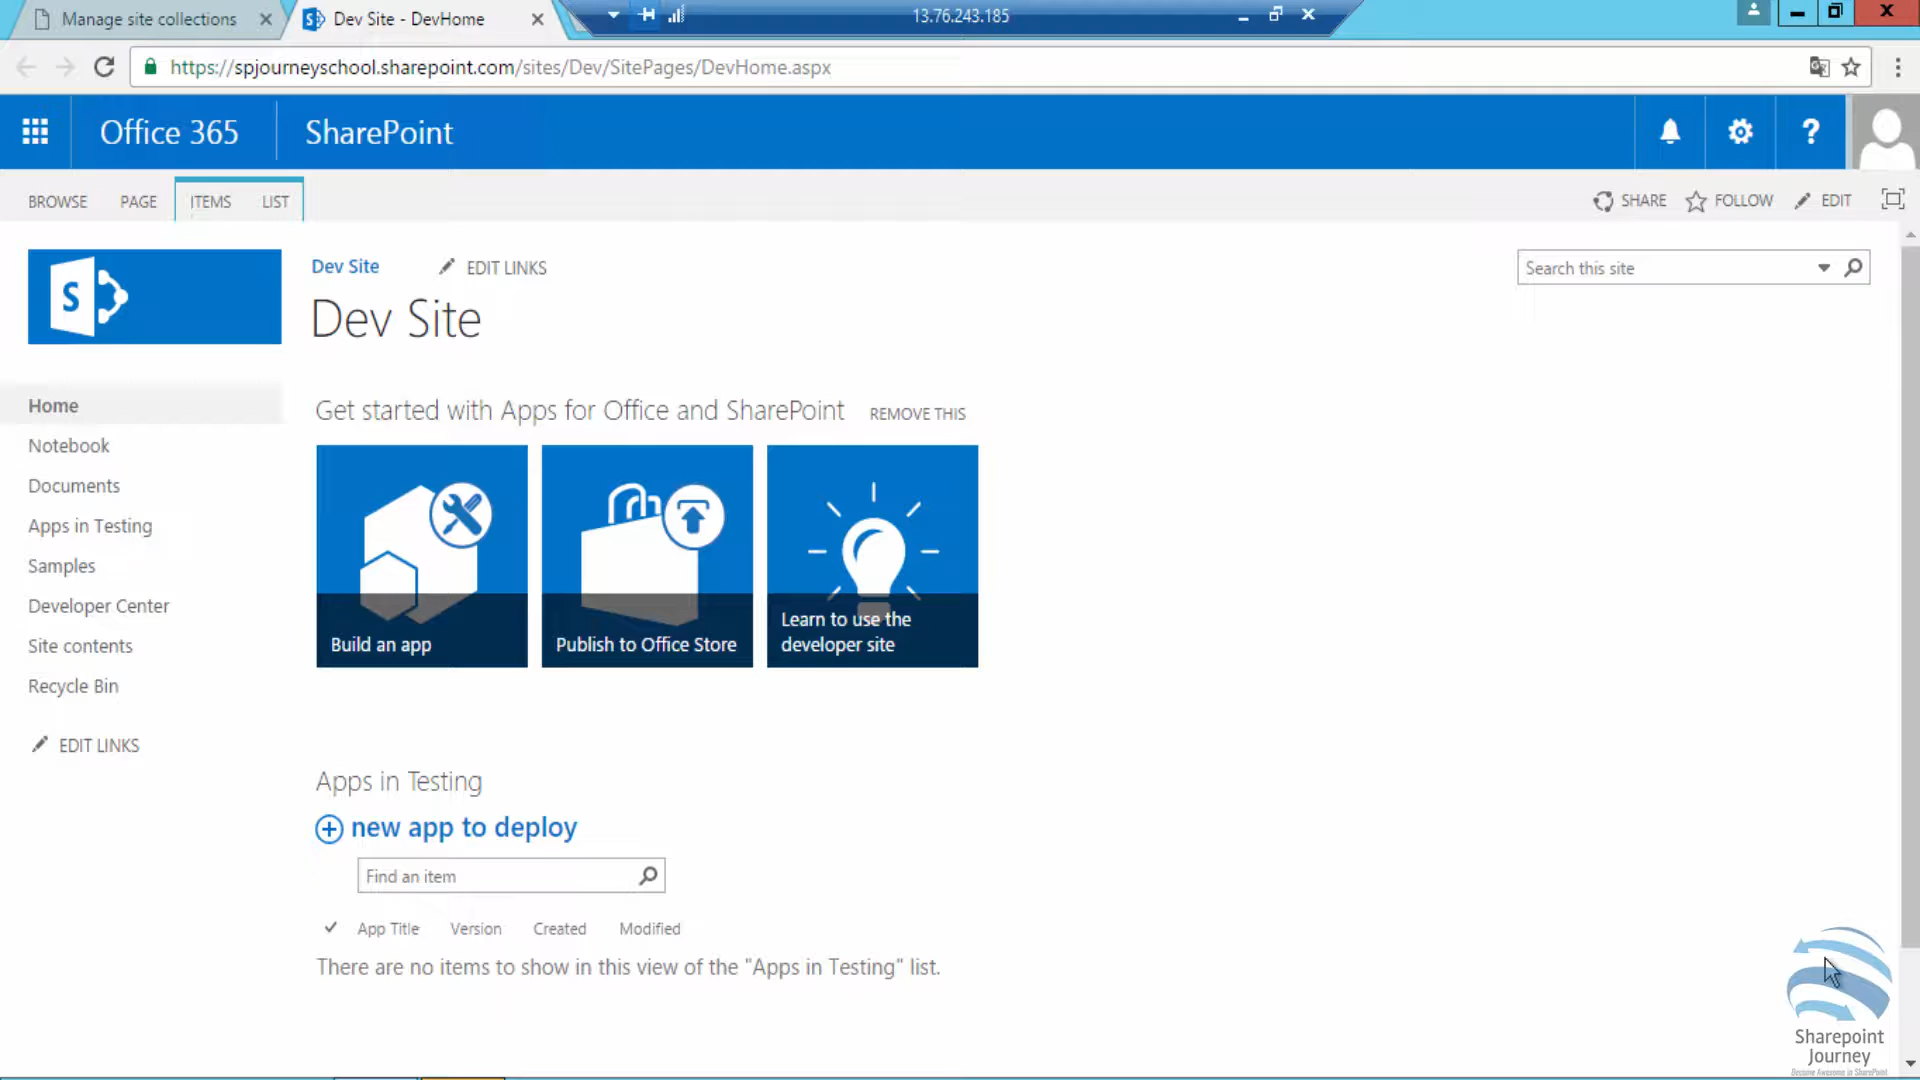 Manage site collections
Dev Site - DevHome
13.76.243.185
https://spjourneyschool.sharepoint.com/sites/Dev/SitePages/DevHome.aspx
Office 365
SharePoint
?
BROWSE
PAGE
ITEMS
LIST
SHARE
FOLLOW
EDIT
S
Dev Site
EDIT LINKS
Search this site
Dev Site
Home
Notebook
Documents
Apps in Testing
Samples
Developer Center
Site contents
Recycle Bin
EDIT LINKS
Get started with Apps for Office and SharePoint
REMOVE THIS
Build an app
Publish to Office Store
Learn to use the
developer site
Apps in Testing
new app to deploy
Find an item
App Title
Version
Created
Modified
There are no items to show in this view of the "Apps in Testing" list.
Sharepoint
Journey
Become Awesome in SharePoint